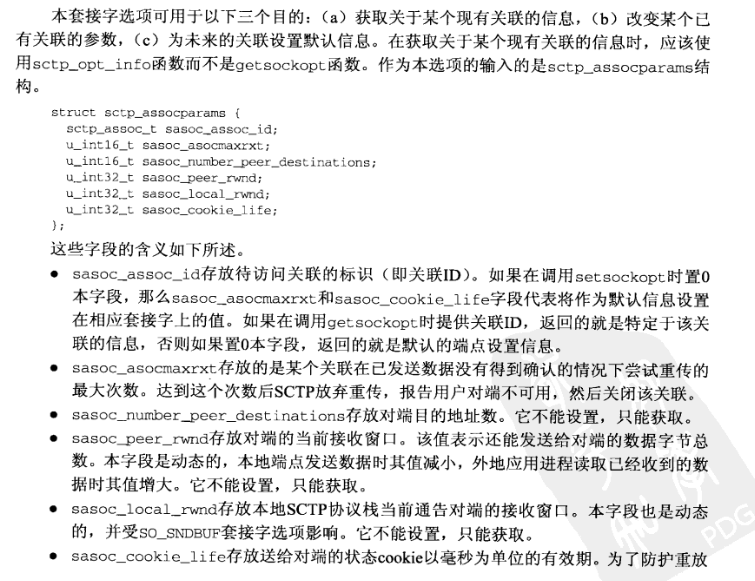 本套接字选项可用于以下三个目的：（a）获取关于某个现有关联的信息，（b）改变某个已
有关联的参数，（c）为未来的关联设置默认信息。在获取关于某个现有关联的信息时，应该使
用sctp_opt_info函数而不是getsockopt函数。作为本选项的输入的是sctp_assocparams结
构。
struct sctp_assocparams {
  sctp_assoc_t sasoc_assoc_id;
  u_int16_t sasoc_asocmaxrxt;
  u_int16_t sasoc_number_peer_destinations;
  u_int32_t sasoc_peer_rwnd;
  u_int32_t sasoc_local_rwnd;
  u_int32_t sasoc_cookie_life;
};
这些字段的含义如下所述。
● sasoc_assoc_id存放待访问关联的标识（即关联ID）。如果在调用setsockopt时置0
本字段，那么sasoc_asocmaxrxt和sasoc_cookie_life字段代表将作为默认信息设置
在相应套接字上的值。如果在调用getsockopt时提供关联ID，返回的就是特定于该关
联的信息，否则如果置0本字段，返回的就是默认的端点设置信息。
● sasoc_asocmaxrxt存放的是某个关联在已发送数据没有得到确认的情况下尝试重传的
最大次数。达到这个次数后SCTP放弃重传，报告用户对端不可用，然后关闭该关联。
● sasoc_number_peer_destinations存放对端目的地址数。它不能设置，只能获取。
● sasoc_peer_rwnd存放对端的当前接收窗口。该值表示还能发送给对端的数据字节总
数。本字段是动态的，本地端点发送数据时其值减小，外地应用进程读取已经收到的数
据时其值增大。它不能设置，只能获取。
● sasoc_local_rwnd存放本地SCTP协议栈当前通告对端的接收窗口。本字段也是动态
的，并受SO_SNDBUF套接字选项影响。它不能设置，只能获取。
● sasoc_cookie_life存放送给对端的状态cookie以毫秒为单位的有效期。为了防护重放
PDG